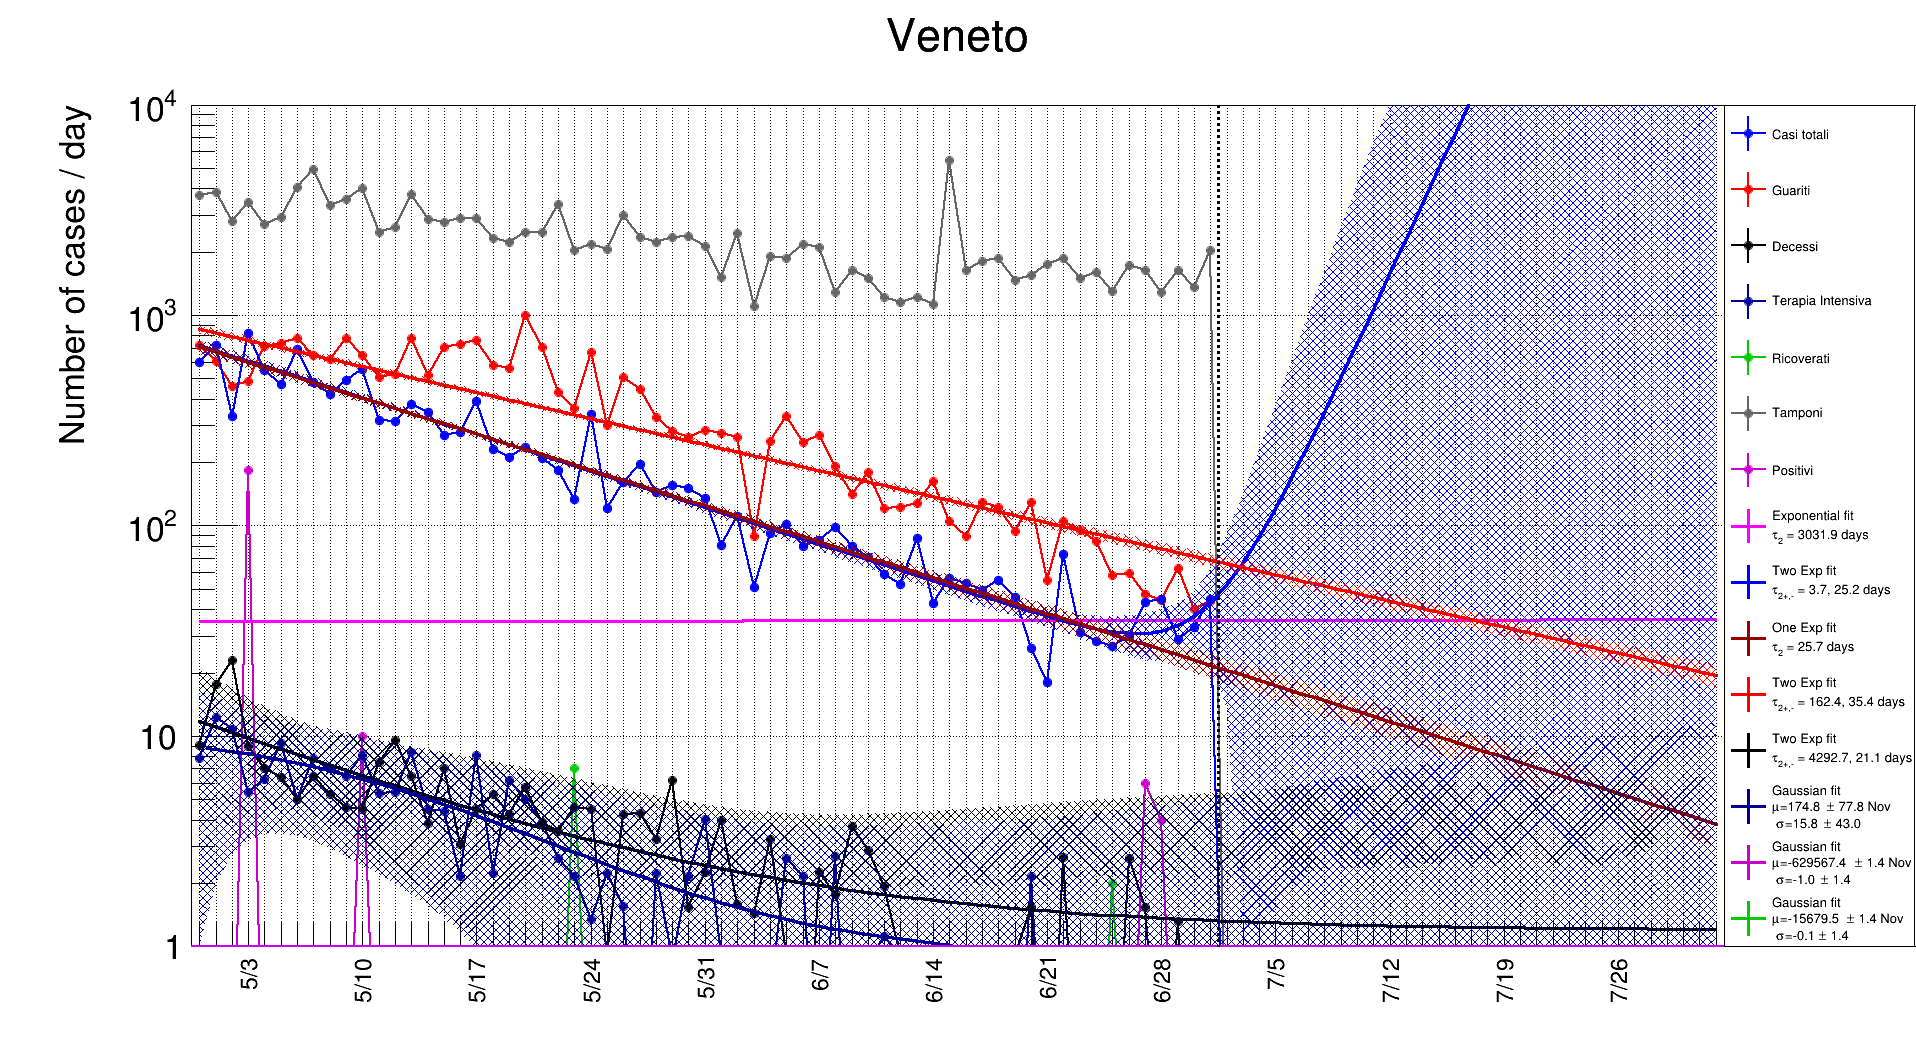 Veneto
Number of cases / day
10⁴
10³
10²
10
1
5/3
5/10
5/17
5/24
5/31
6/7
6/14
6/21
6/28
7/5
7/12
7/19
7/26
Casi totali
Guariti
Decessi
Terapia Intensiva
Ricoverati
Tamponi
Positivi
Exponential fit
τ₂ = 3031.9 days
Two Exp fit
τ₂₊,₋ = 3.7, 25.2 days
One Exp fit
τ₂ = 25.7 days
Two Exp fit
τ₂₊,₋ = 162.4, 35.4 days
Two Exp fit
τ₂₊,₋ = 4292.7, 21.1 days
Gaussian fit
μ=174.8 ± 77.8 Nov
σ=15.8 ± 43.0
Gaussian fit
μ=-629567.4 ± 1.4 Nov
σ=-1.0 ± 1.4
Gaussian fit
μ=-15679.5 ± 1.4 Nov
σ=-0.1 ± 1.4